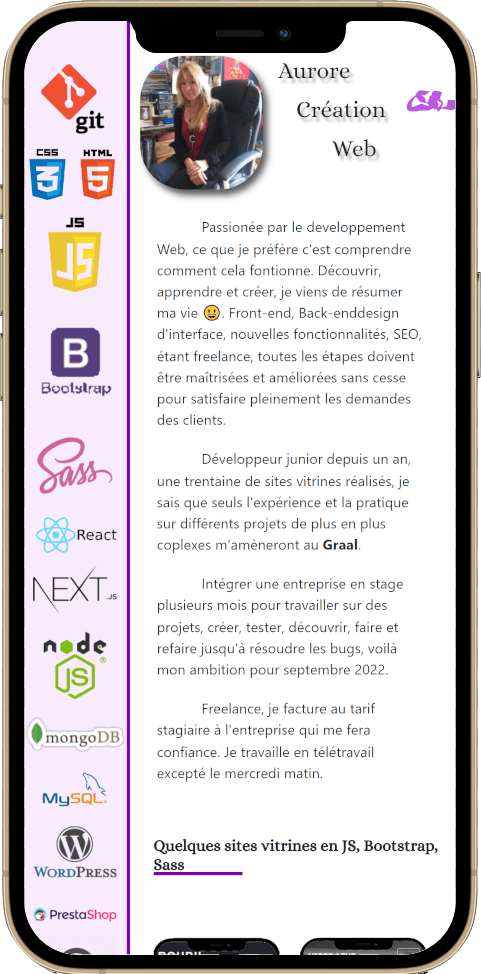 git
CSS
HTML
3
5
JS
JS
B
Bootstrap
Sass
React
NEXT.JS
node
JS
mongoDB
MySQL
WORDPRESS
PrestaShop
Aurore
Création
Web
Passionée par le developpement
Web, ce que je préfère c'est comprendre
comment cela fontionne. Découvrir,
apprendre et créer, je viens de résumer
ma vie 😃. Front-end, Back-enddesign
d'interface, nouvelles fonctionnalités, SEO,
étant freelance, toutes les étapes doivent
être maîtrisées et améliorées sans cesse
pour satisfaire pleinement les demandes
des clients.
Développeur junior depuis un an,
une trentaine de sites vitrines réalisés, je
sais que seuls l'expérience et la pratique
sur différents projets de plus en plus
coplexes m'amèneront au Graal.
Intégrer une entreprise en stage
plusieurs mois pour travailler sur des
projets, créer, tester, découvrir, faire et
refaire jusqu'à résoudre les bugs, voilà
mon ambition pour septembre 2022.
Freelance, je facture au tarif
stagiaire à l'entreprise qui me fera
confiance. Je travaille en télétravail
excepté le mercredi matin.
Quelques sites vitrines en JS, Bootstrap,
Sass